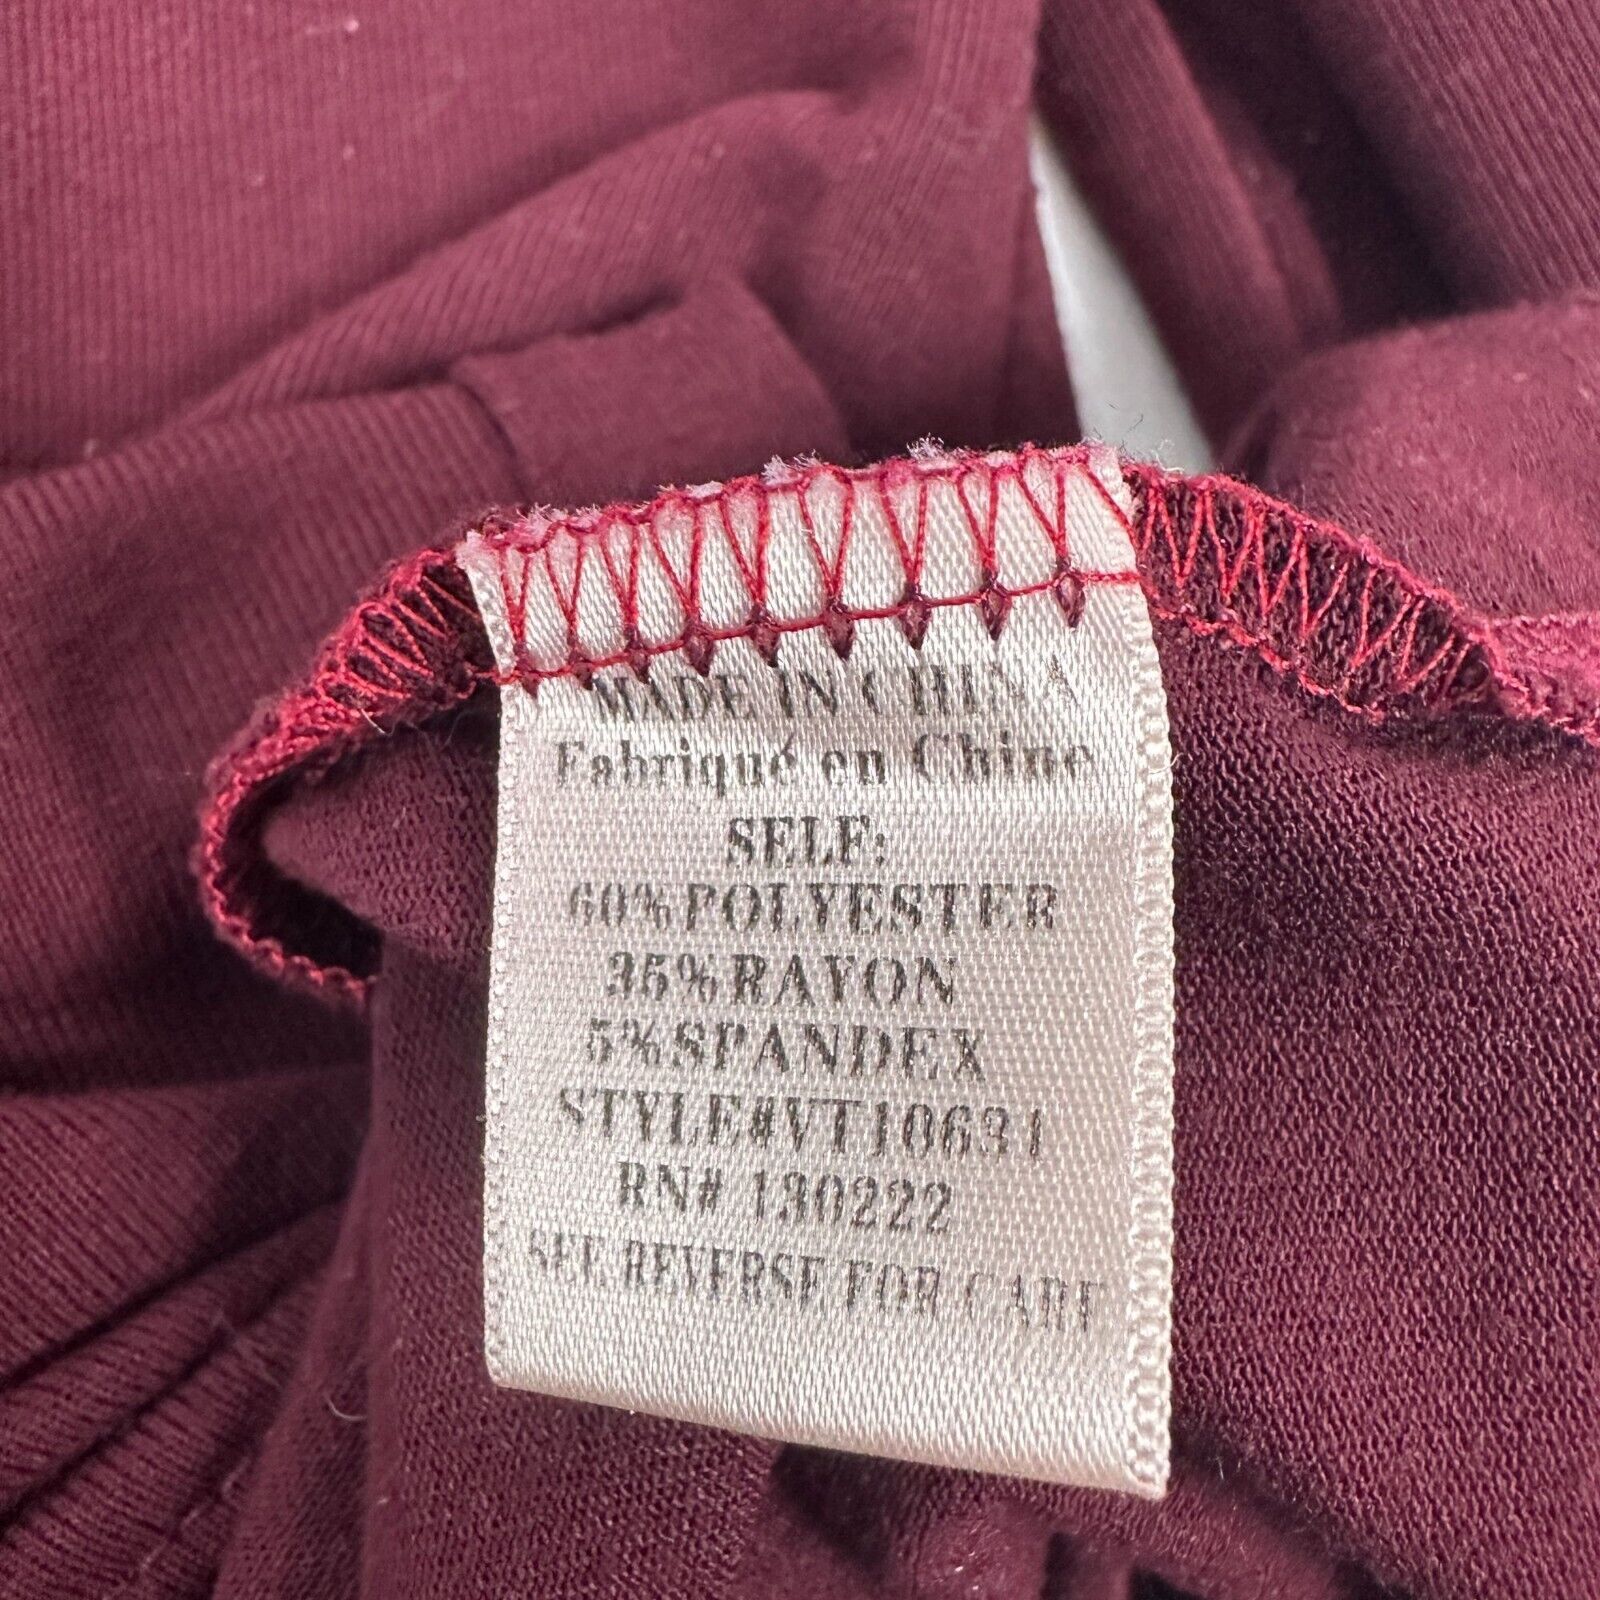 MADE IN CHINA
Fabriqué en Chine
SELF:
60% POLYESTER
35% RAYON
5% SPANDEX
STYLE#VT10631
RN# 130222
SEE REVERSE FOR CARE